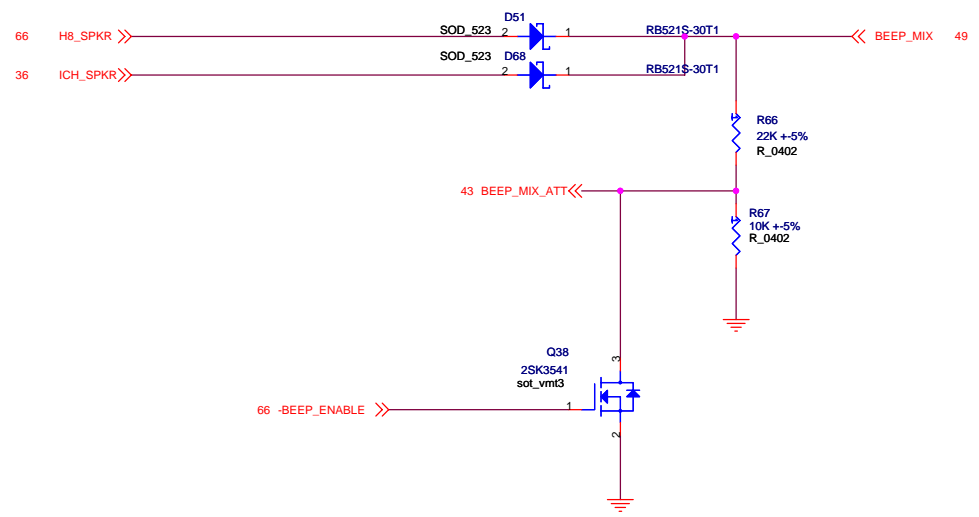 D51
66 H8_SPKR SOD_523 2 1 RB521S-30T1 BEEP_MIX 49
SOD_523 D68
36 ICH_SPKR 2 1 RB521S-30T1
R66
22K +-5%
R_0402
43 BEEP_MIX_ATT
R67
10K +-5%
R_0402
Q38 3
2SK3541
sot_vmt3
66 -BEEP_ENABLE 1
2